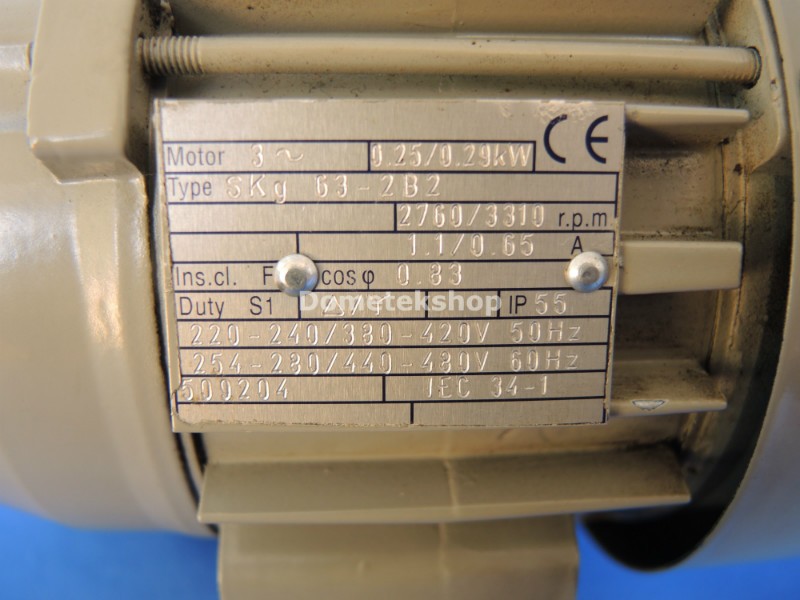 CE
Motor 3~ 0.25/0.29kW
Type SKg 63-2B2
2760/3310 r.p.m
1.1/0.65 A
Ins.cl. F cosφ 0.83
Duty S1 IP 55
Dometekshop
220-240/380-420V 50Hz
254-280/440-480V 60Hz
509204 IEC 34-1